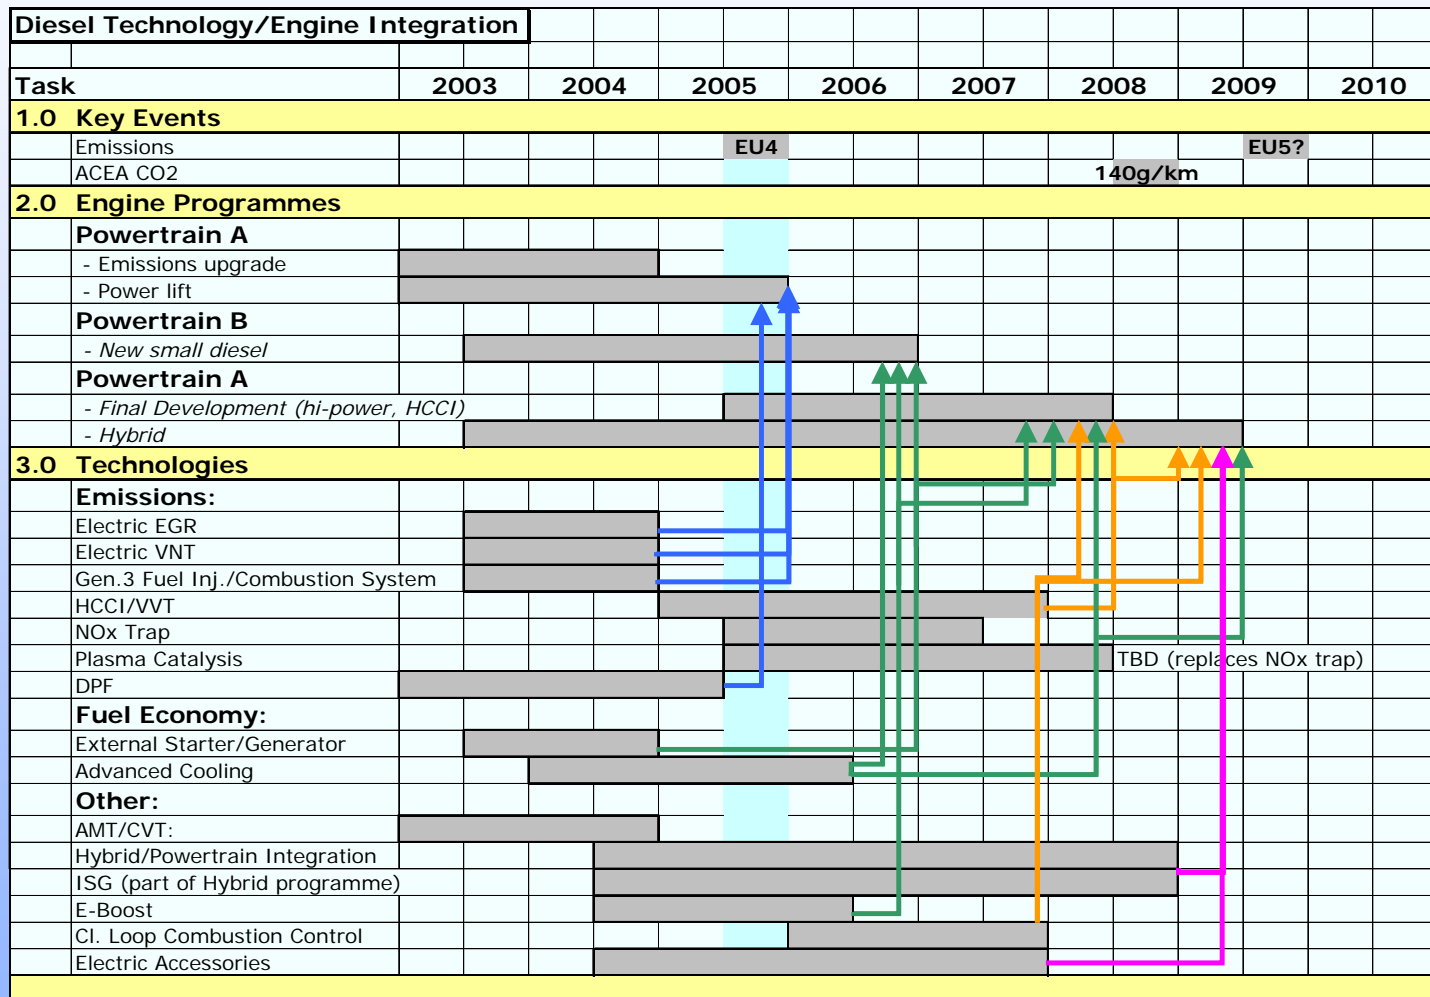 Diesel Technology/Engine Integration
Task 2003 2004 2005 2006 2007 2008 2009 2010
1.0 Key Events
Emissions EU4 EU5?
ACEA CO2 140g/km
2.0 Engine Programmes
Powertrain A
- Emissions upgrade
- Power lift
Powertrain B
- New small diesel
Powertrain A
- Final Development (hi-power, HCCI)
- Hybrid
3.0 Technologies
Emissions:
Electric EGR
Electric VNT
Gen.3 Fuel Inj./Combustion System
HCCI/VVT
NOx Trap
Plasma Catalysis TBD (replaces NOx trap)
DPF
Fuel Economy:
External Starter/Generator
Advanced Cooling
Other:
AMT/CVT:
Hybrid/Powertrain Integration
ISG (part of Hybrid programme)
E-Boost
Cl. Loop Combustion Control
Electric Accessories